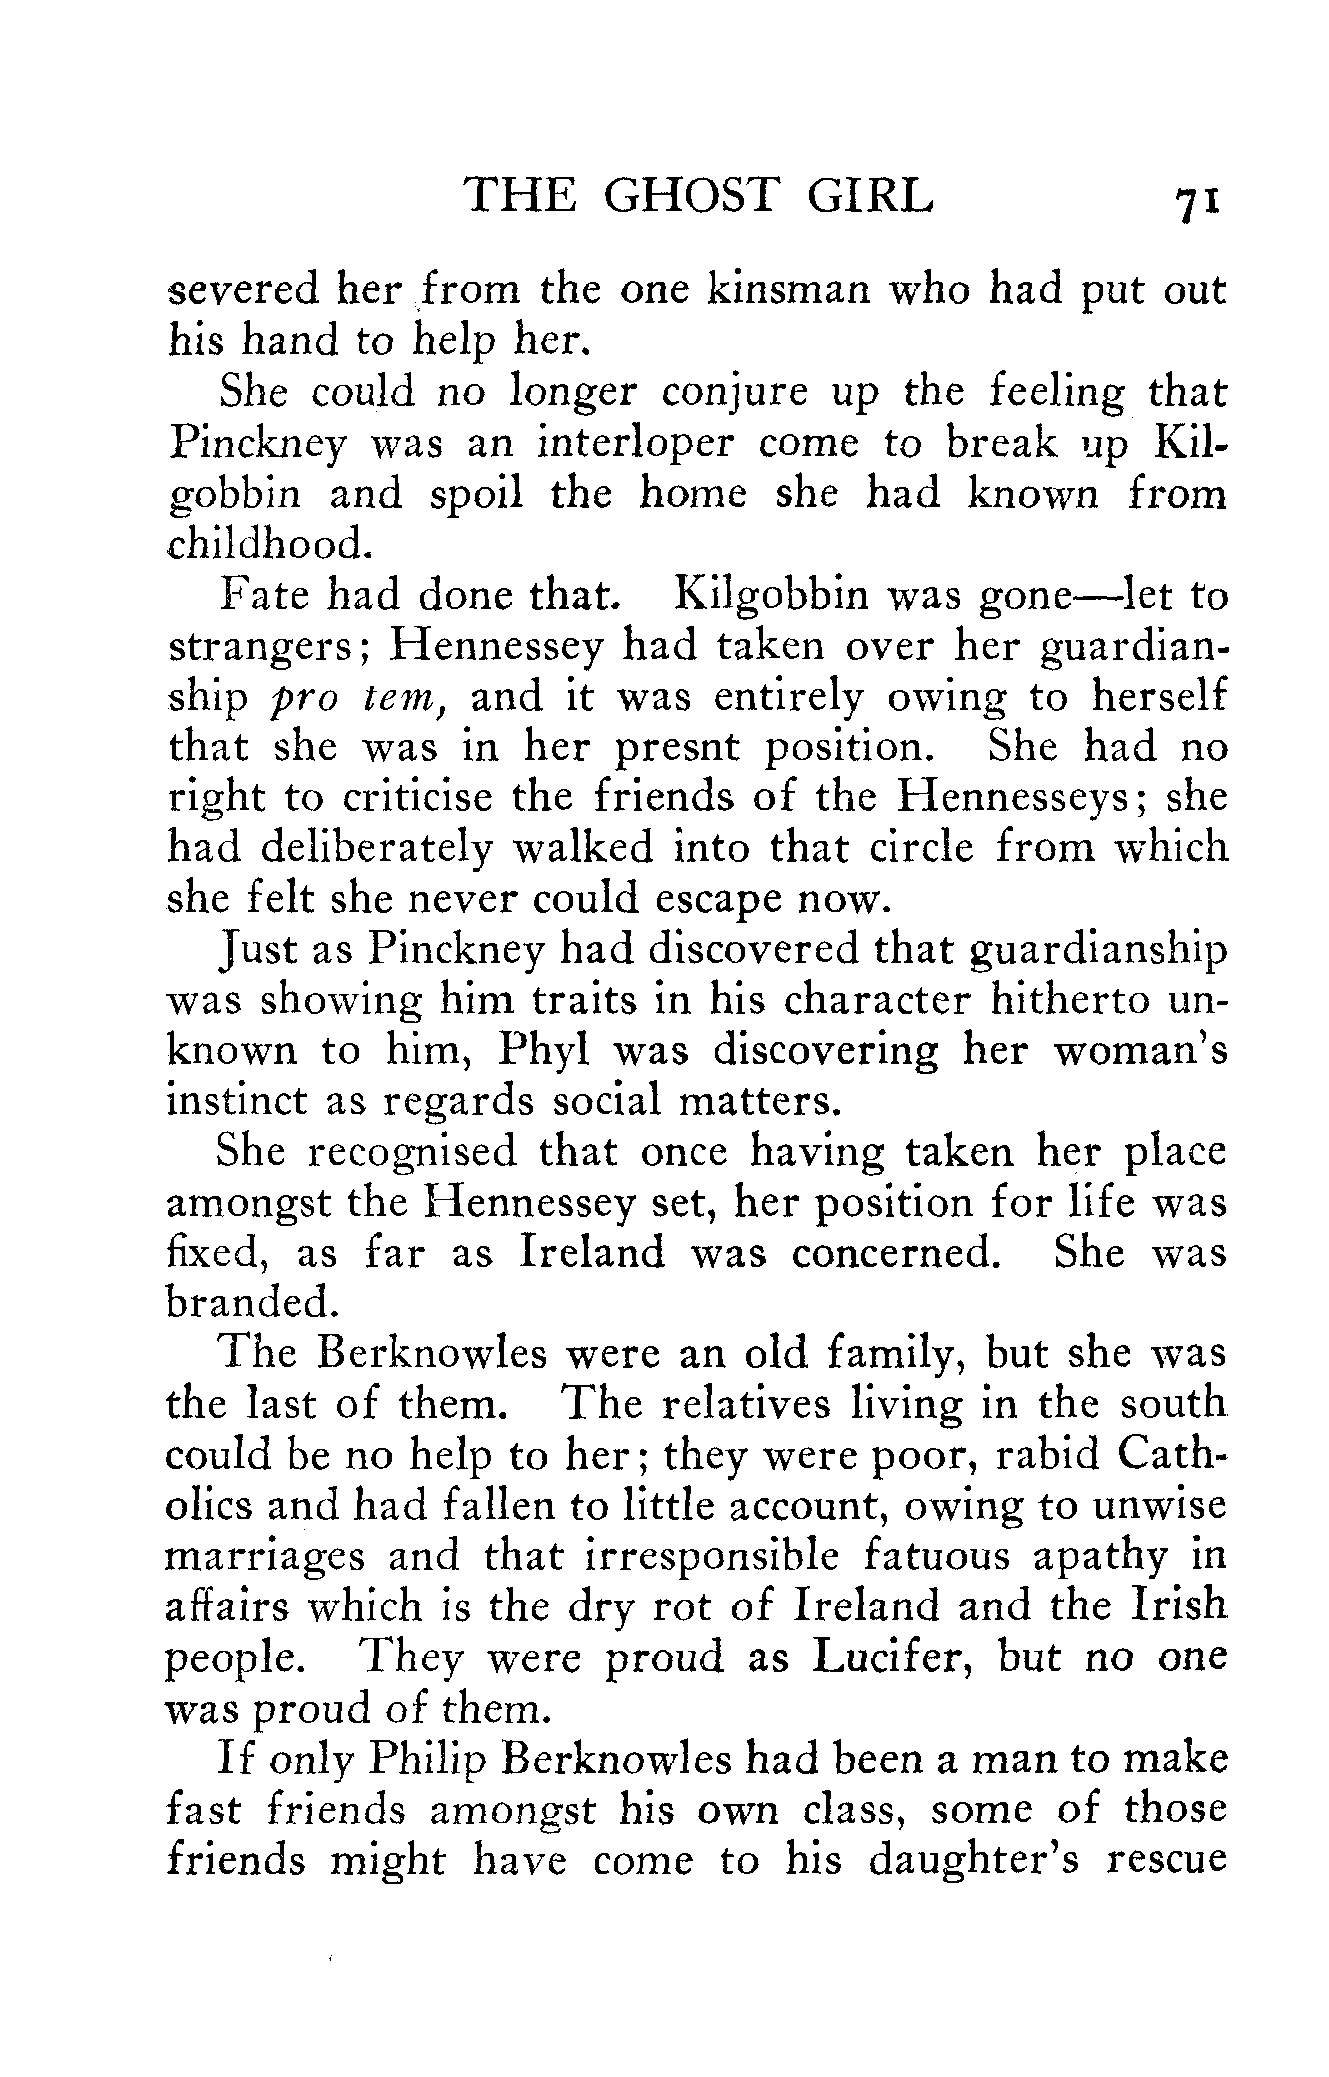 THE GHOST GIRL 71
severed her from the one kinsman who had put out
his hand to help her.
She could no longer conjure up the feeling that
Pinckney was an interloper come to break up Kil-
gobbin and spoil the home she had known from
childhood.
Fate had done that. Kilgobbin was gone—let to
strangers; Hennessey had taken over her guardian-
ship pro tem, and it was entirely owing to herself
that she was in her presnt position. She had no
right to criticise the friends of the Hennesseys; she
had deliberately walked into that circle from which
she felt she never could escape now.
Just as Pinckney had discovered that guardianship
was showing him traits in his character hitherto un-
known to him, Phyl was discovering her woman's
instinct as regards social matters.
She recognised that once having taken her place
amongst the Hennessey set, her position for life was
fixed, as far as Ireland was concerned. She was
branded.
The Berknowles were an old family, but she was
the last of them. The relatives living in the south
could be no help to her; they were poor, rabid Cath-
olics and had fallen to little account, owing to unwise
marriages and that irresponsible fatuous apathy in
affairs which is the dry rot of Ireland and the Irish
people. They were proud as Lucifer, but no one
was proud of them.
If only Philip Berknowles had been a man to make
fast friends amongst his own class, some of those
friends might have come to his daughter's rescue